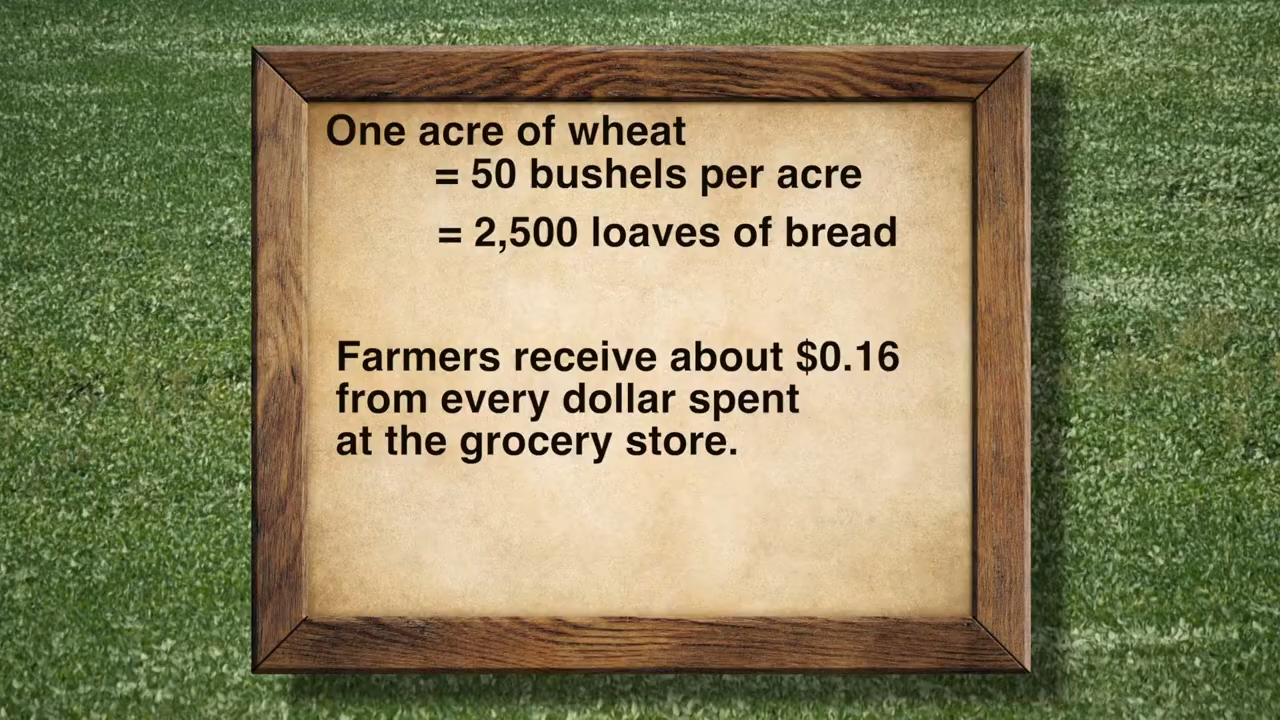 One acre of wheat
= 50 bushels per acre
= 2,500 loaves of bread
Farmers receive about $0.16
from every dollar spent
at the grocery store.